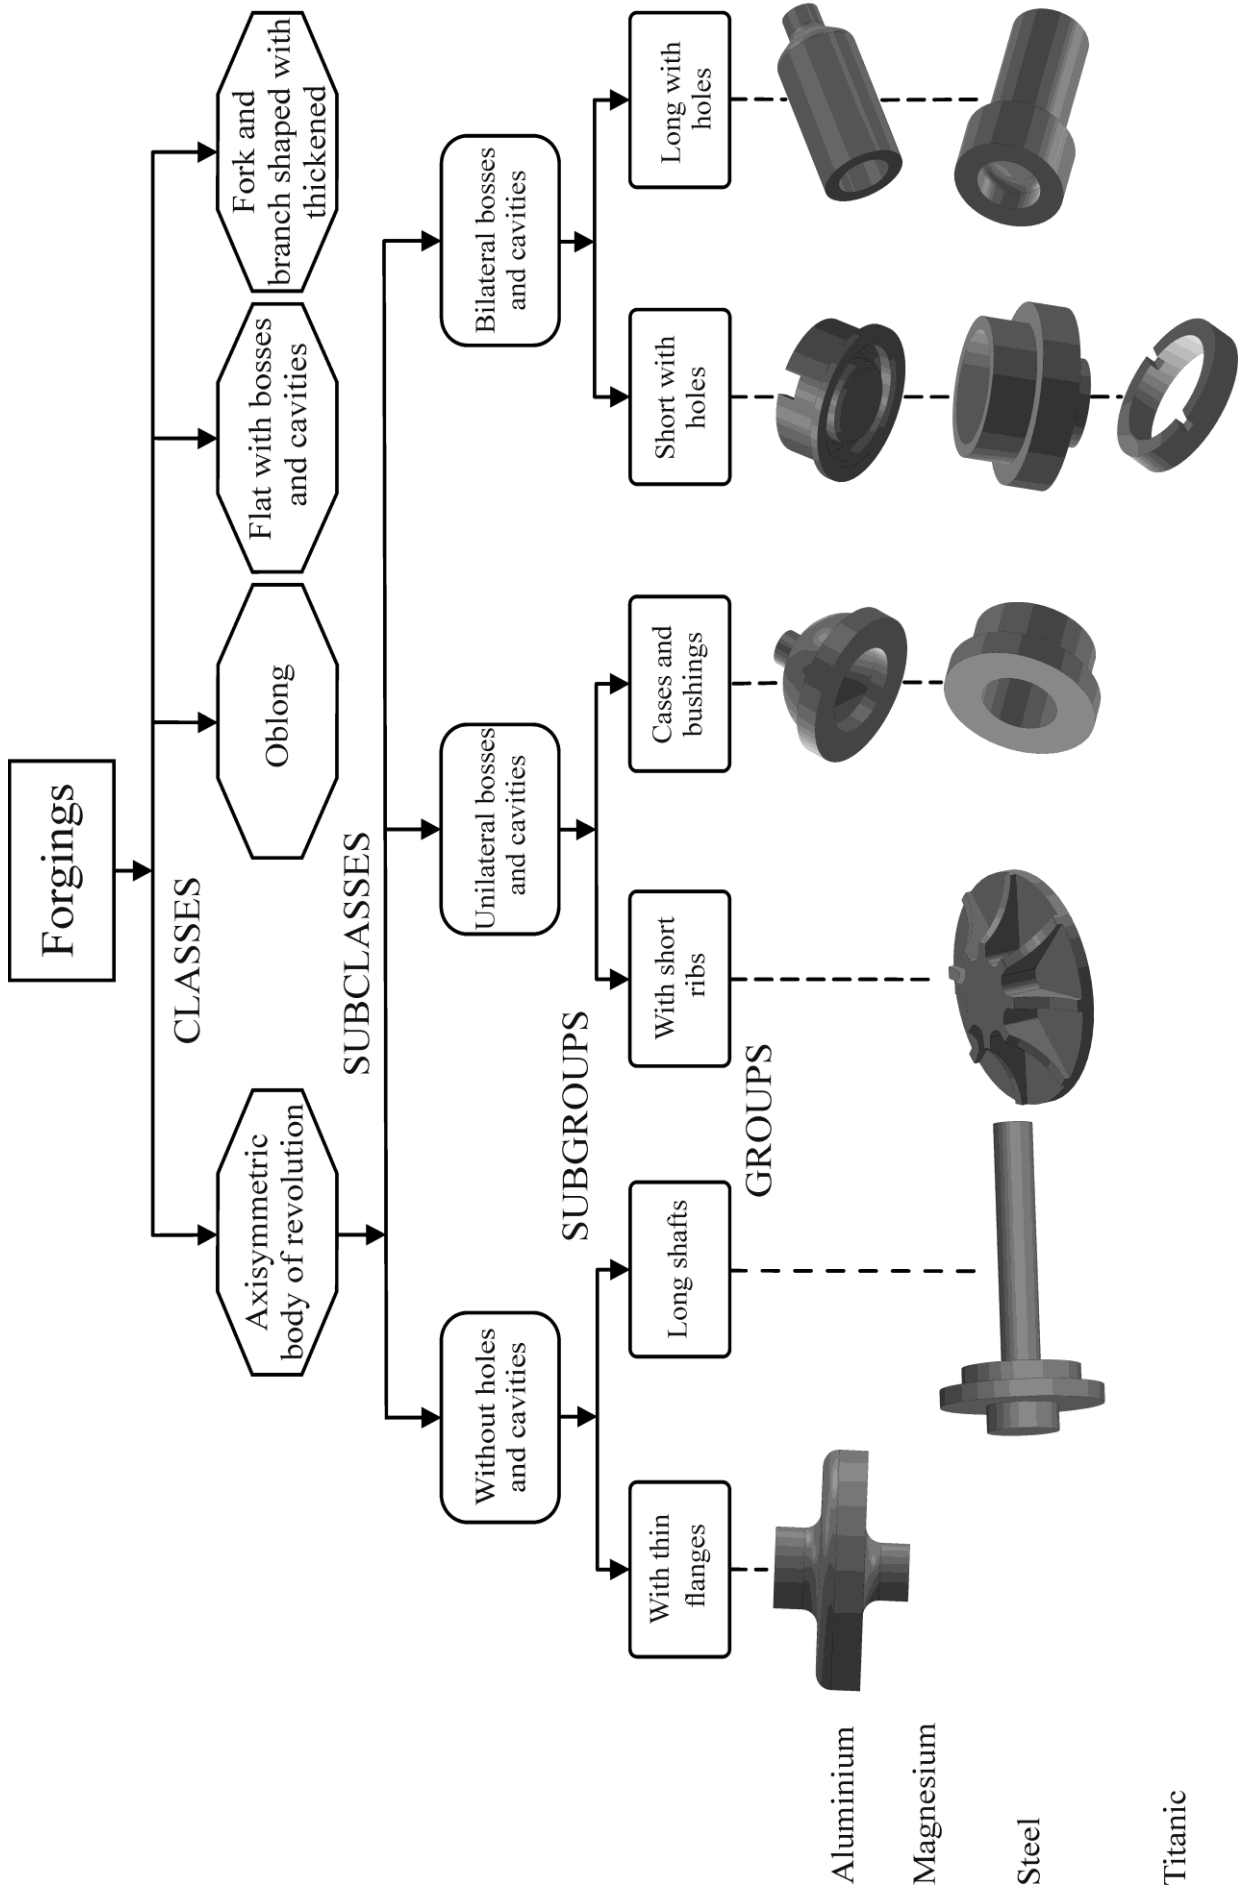 Forgings
CLASSES
Axisymmetric
body of revolution
Oblong
Flat with bosses
and cavities
Fork and
branch shaped with
thickened
SUBCLASSES
Without holes
and cavities
Unilateral bosses
and cavities
Bilateral bosses
and cavities
SUBGROUPS
With thin
flanges
Long shafts
With short
ribs
Cases and
bushings
Short with
holes
Long with
holes
GROUPS
Aluminium
Magnesium
Steel
Titanic